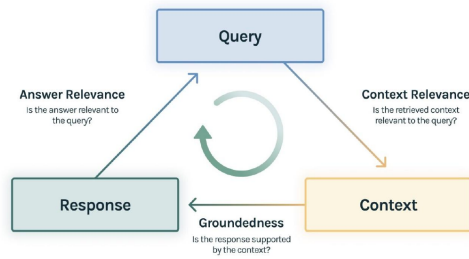 Query
Answer Relevance
Is the answer relevant to
the query?
Context Relevance
Is the retrieved context
relevant to the query?
Response
Context
Groundedness
Is the response supported
by the context?